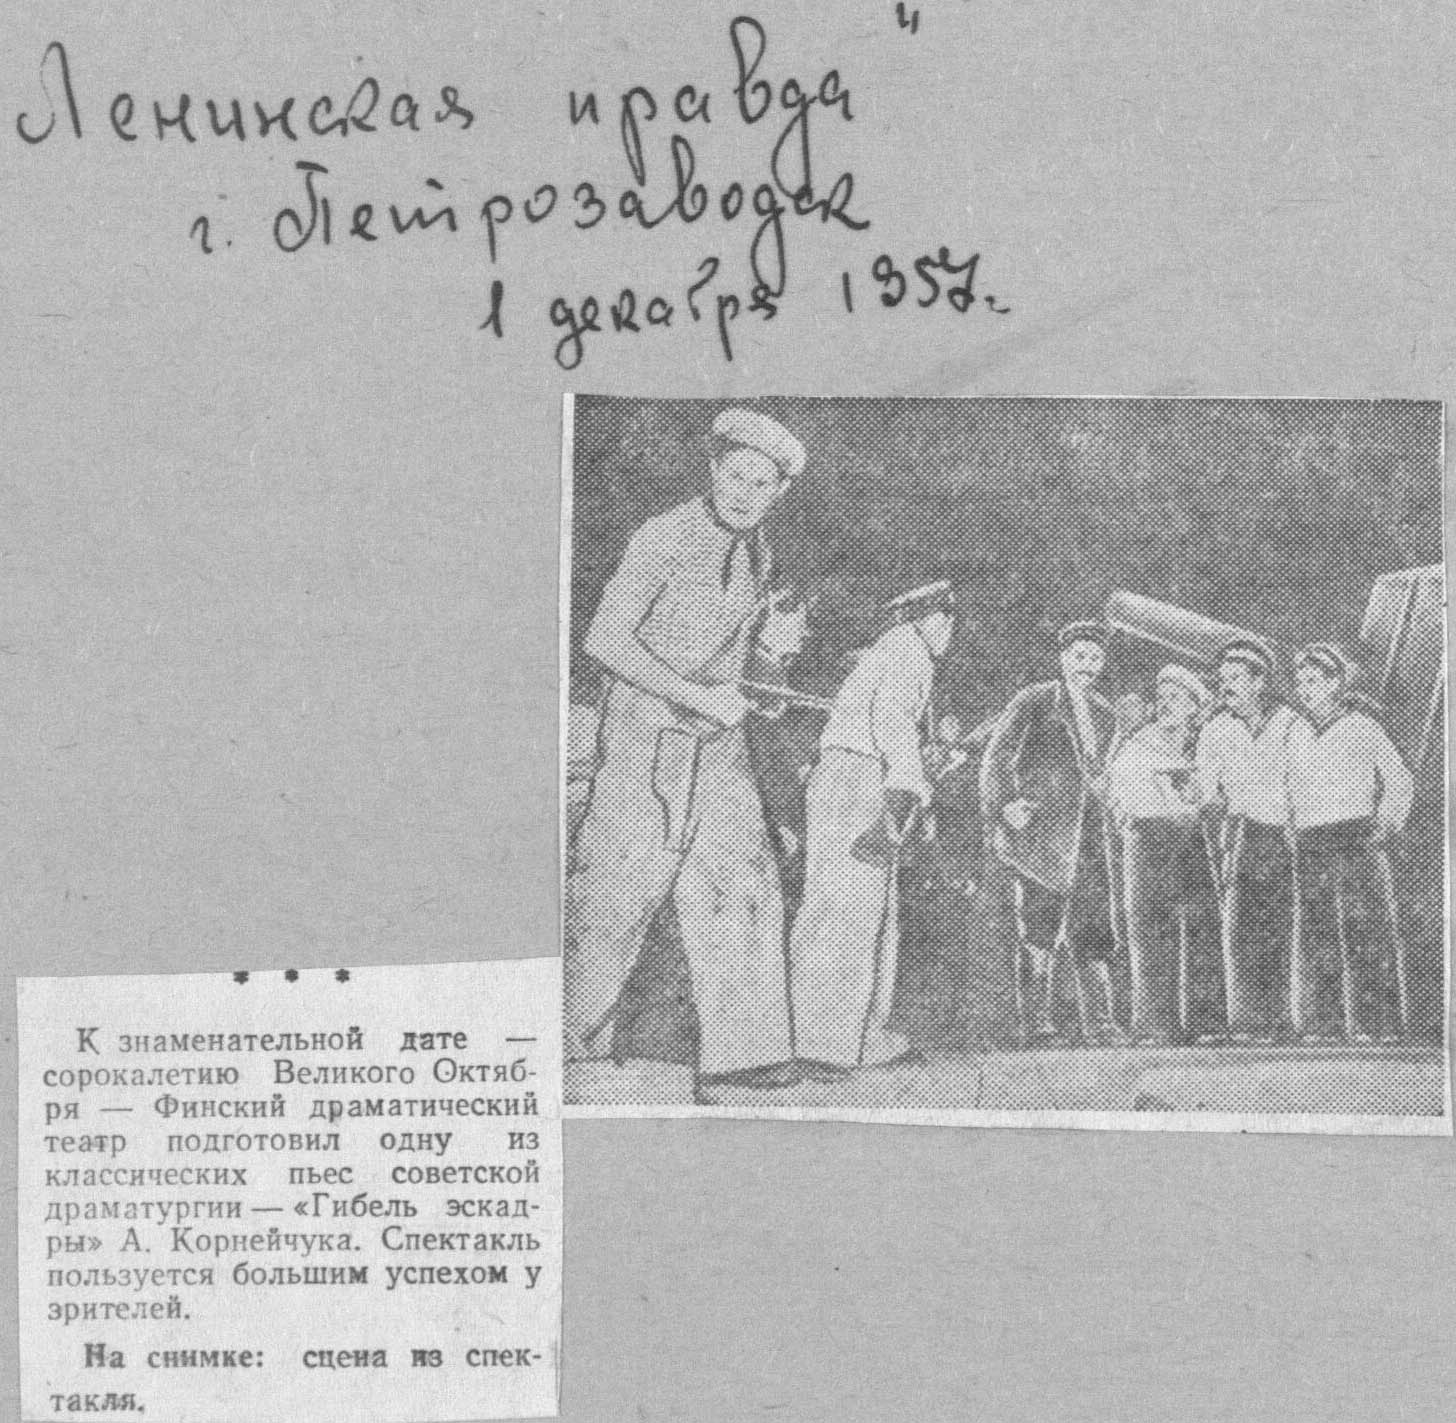 Ленинская правда"
г. Петрозаводск
1 декабря 1957 г.
* * *
К знаменательной дате —
сорокалетию Великого Октяб-
ря — Финский драматический
театр подготовил одну из
классических пьес советской
драматургии — «Гибель эскад-
ры» А. Корнейчука. Спектакль
пользуется большим успехом у
зрителей.
На снимке: сцена из спек-
такля.